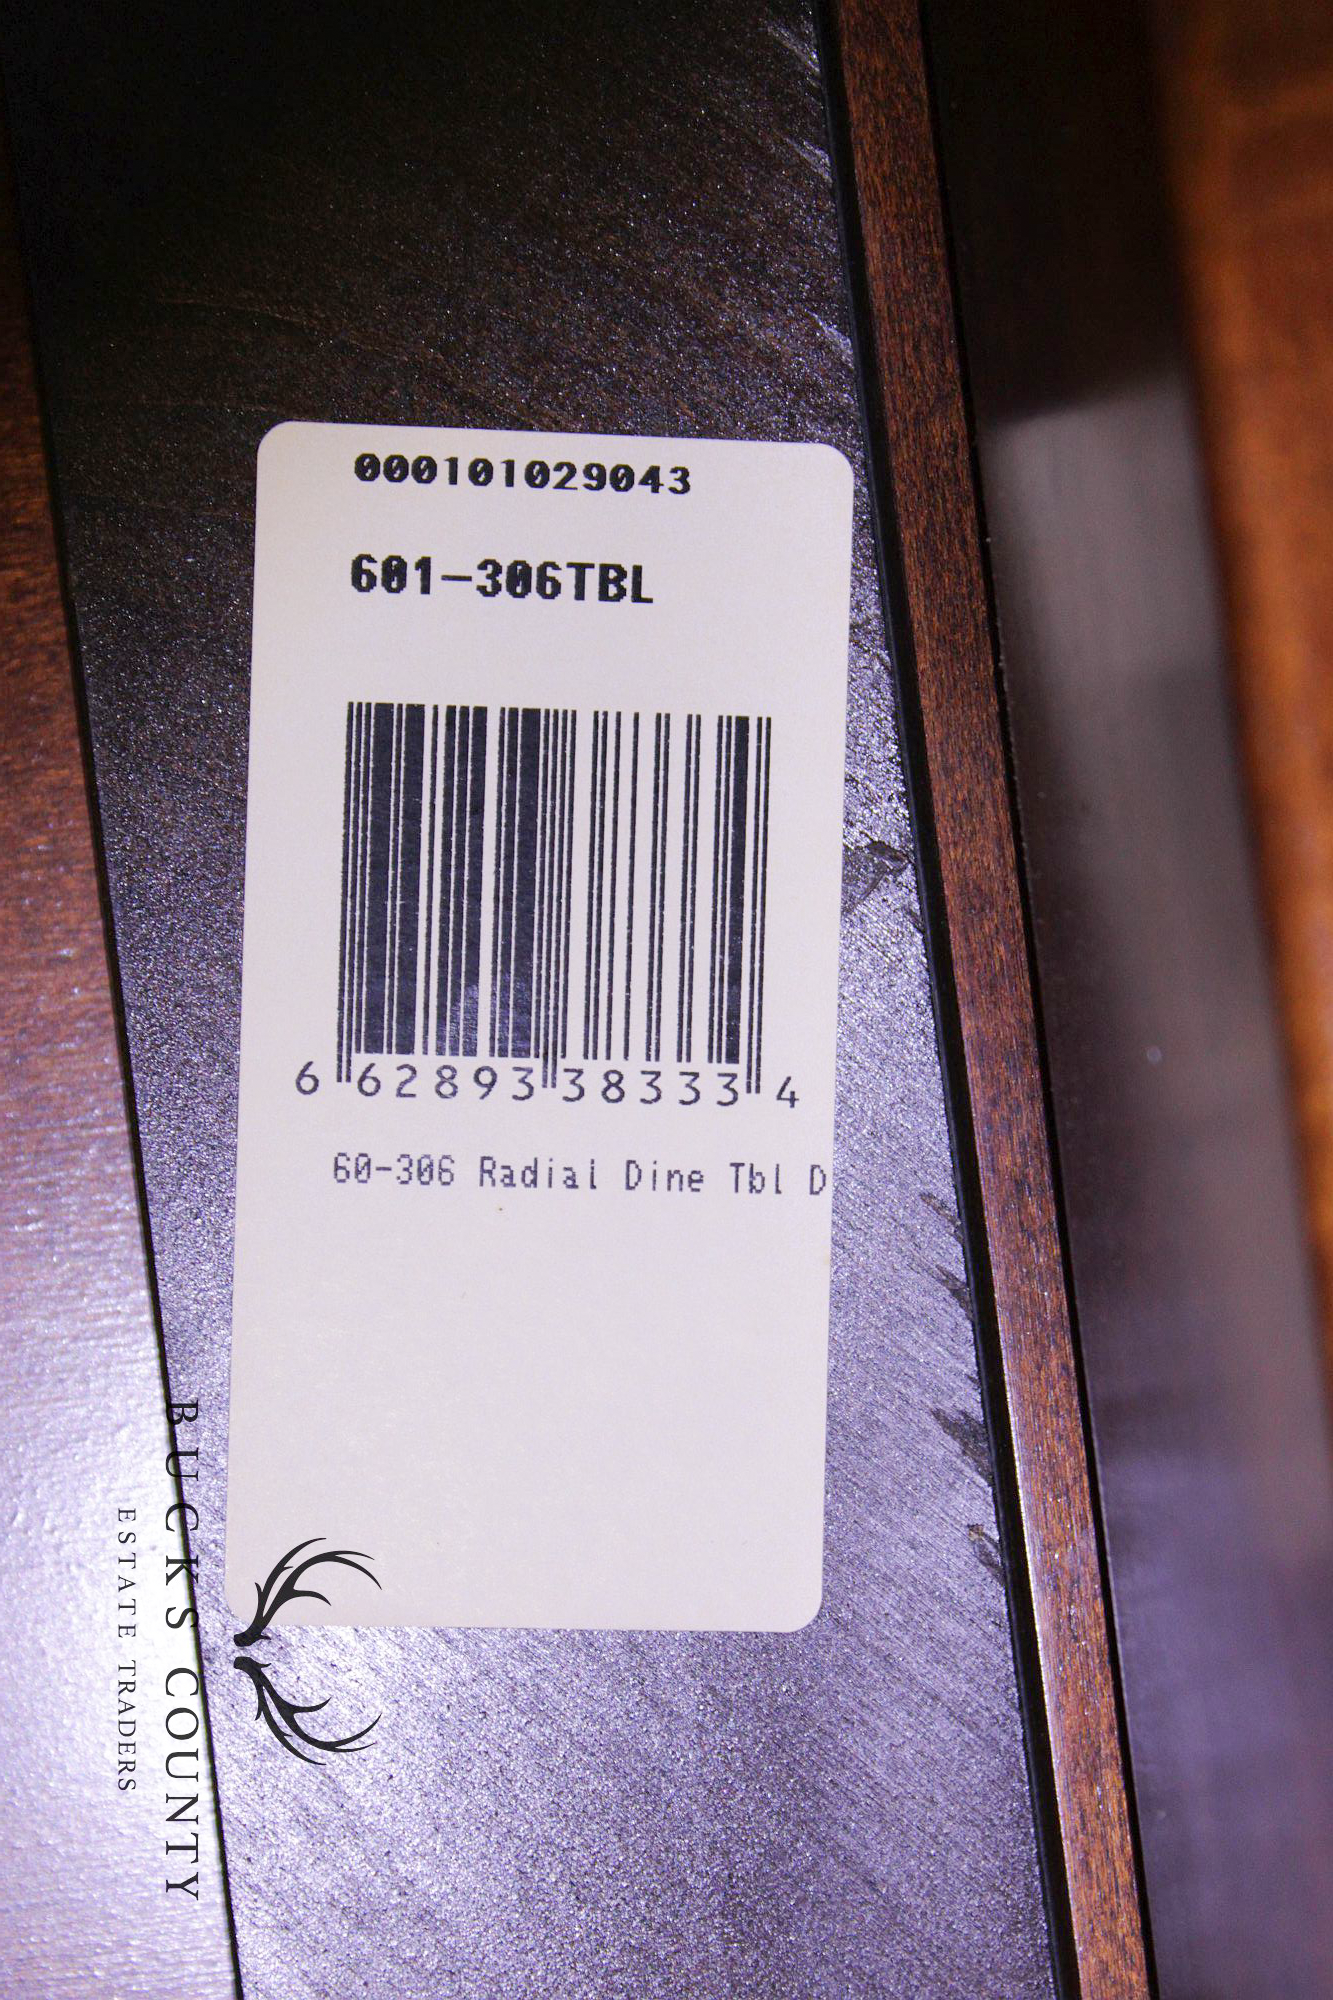 000101029043
601-306TBL
6 62893 38333 4
60-306 Radial Dine Tbl D
BUCKS COUNTY
ESTATE TRADERS